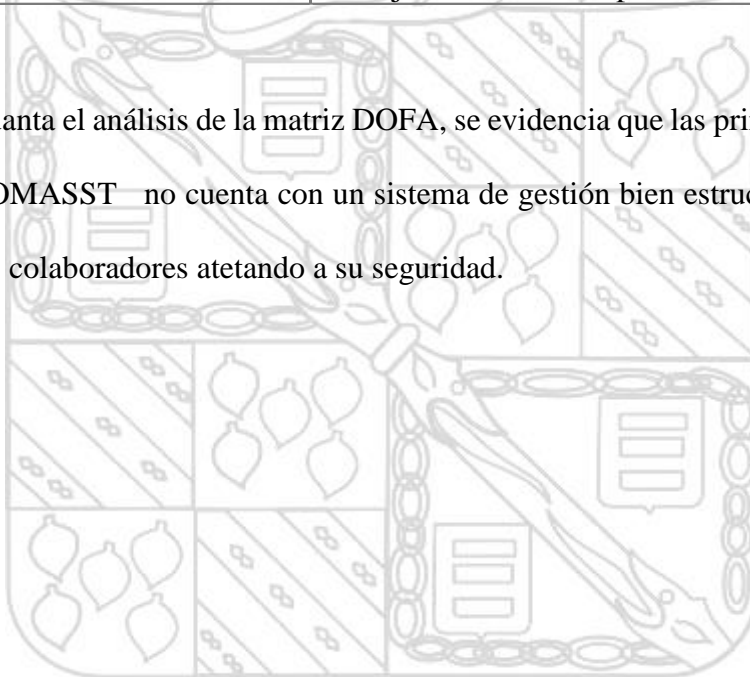 anta el análisis de la matriz DOFA, se evidencia que las pri
OMASST no cuenta con un sistema de gestión bien estruc
colaboradores atetando a su seguridad.